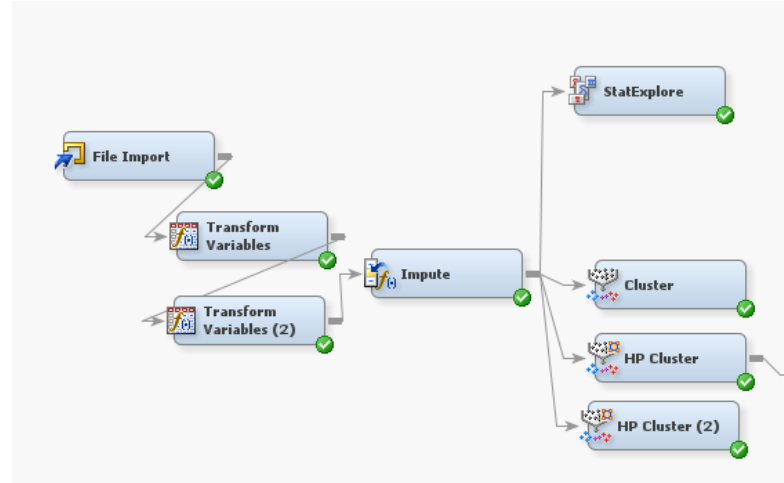 StatExplore
File Import
Transform
Variables
Impute
Cluster
Transform
Variables (2)
HP Cluster
HP Cluster (2)